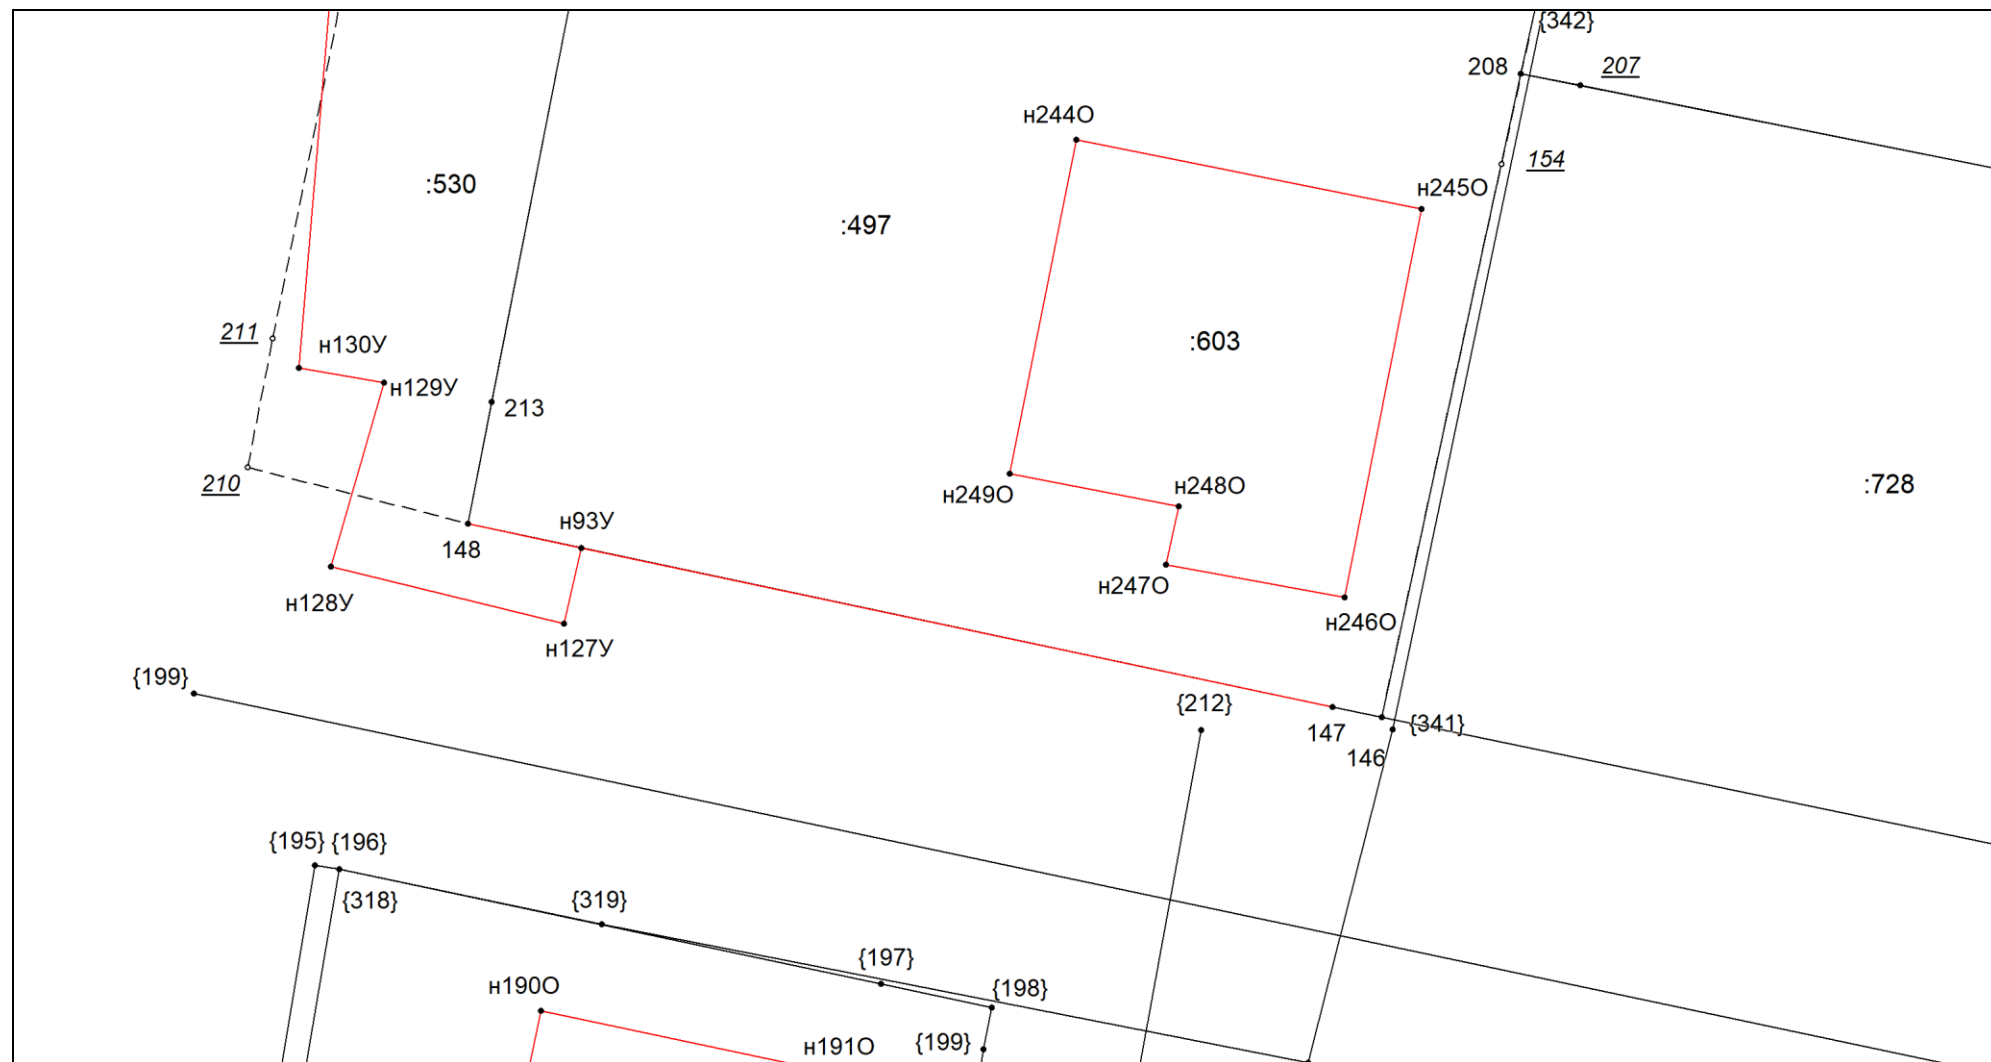 {342}
208
207
н244О
154
:530
н245О
:497
211
н130У
:603
н129У
213
210
н249О
н248О
:728
н93У
148
н247О
н128У
н246О
н127У
{199}
{212}
147
{341}
146
{195} {196}
{318}
{319}
{197}
н190О
{198}
н191О
{199}